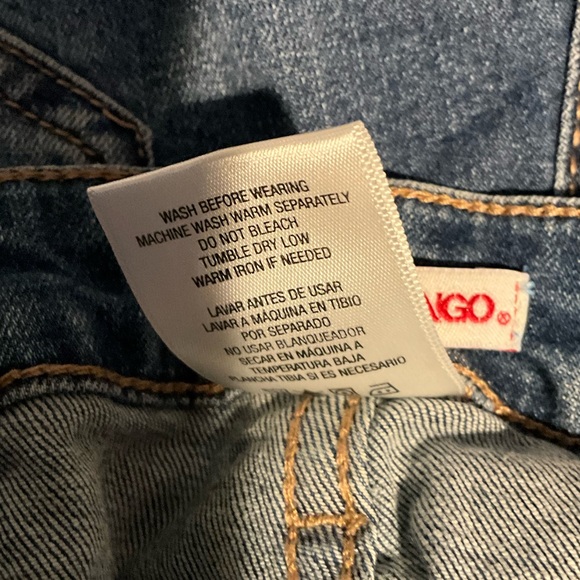 WASH BEFORE WEARING
MACHINE WASH WARM SEPARATELY
DO NOT BLEACH
TUMBLE DRY LOW
WARM IRON IF NEEDED
LAVAR ANTES DE USAR
LAVAR A MÁQUINA EN TIBIO
POR SEPARADO
NO USAR BLANQUEADOR
SECAR EN MÁQUINA A
TEMPERATURA BAJA
PLANCHA TIBIA SI ES NECESARIO